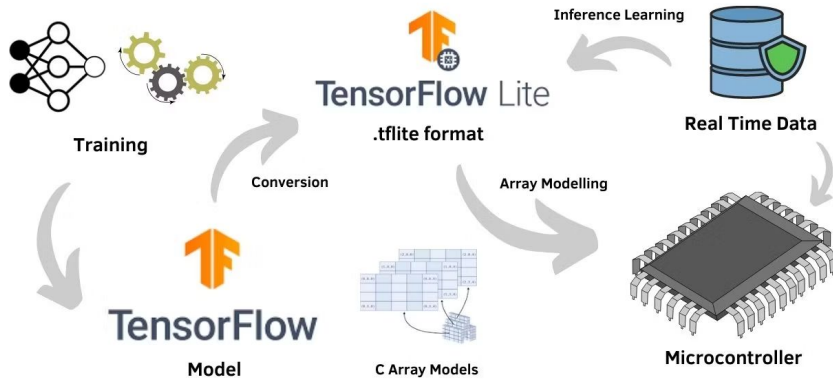 Inference Learning
TensorFlow Lite
.tflite format
Real Time Data
Training
Conversion
Array Modelling
TensorFlow
Model
C Array Models
Microcontroller